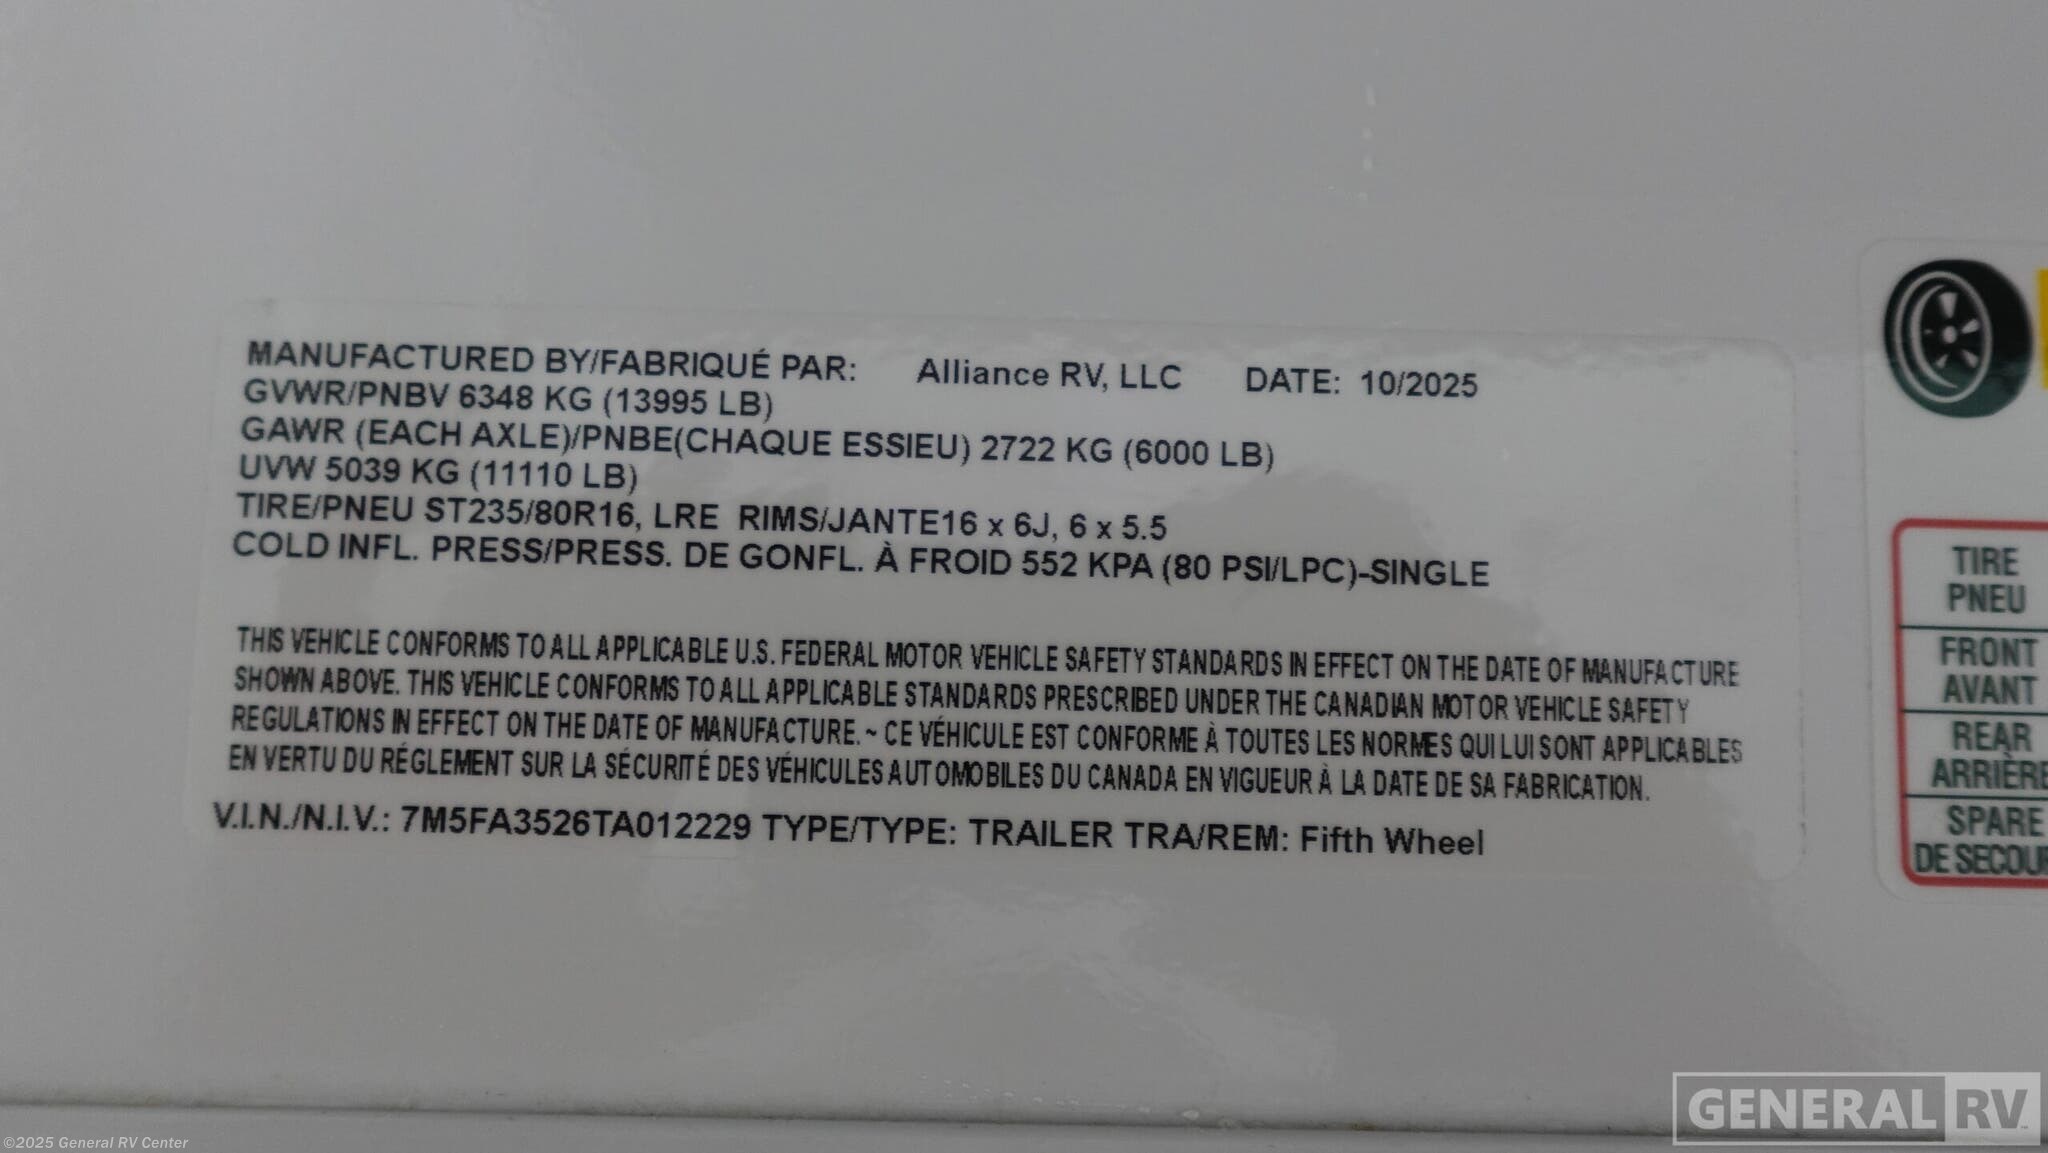 MANUFACTURED BY/FABRIQUÉ PAR: Alliance RV, LLC DATE: 10/2025
GVWR/PNBV 6348 KG (13995 LB)
GAWR (EACH AXLE)/PNBE(CHAQUE ESSIEU) 2722 KG (6000 LB)
UVW 5039 KG (11110 LB)
TIRE/PNEU ST235/80R16, LRE RIMS/JANTE16 x 6J, 6 x 5.5
COLD INFL. PRESS/PRESS. DE GONFL. À FROID 552 KPA (80 PSI/LPC)-SINGLE
THIS VEHICLE CONFORMS TO ALL APPLICABLE U.S. FEDERAL MOTOR VEHICLE SAFETY STANDARDS IN EFFECT ON THE DATE OF MANUFACTURE
SHOWN ABOVE. THIS VEHICLE CONFORMS TO ALL APPLICABLE STANDARDS PRESCRIBED UNDER THE CANADIAN MOTOR VEHICLE SAFETY
REGULATIONS IN EFFECT ON THE DATE OF MANUFACTURE. ~ CE VÉHICULE EST CONFORME À TOUTES LES NORMES QUI LUI SONT APPLICABLES
EN VERTU DU RÉGLEMENT SUR LA SÉCURITÉ DES VÉHICULES AUTOMOBILES DU CANADA EN VIGUEUR À LA DATE DE SA FABRICATION.
V.I.N./N.I.V.: 7M5FA3526TA012229 TYPE/TYPE: TRAILER TRA/REM: Fifth Wheel
TIRE
PNEU
FRONT
AVANT
REAR
ARRIÈRE
SPARE
DE SECOU
GENERAL RV
©2025 General RV Center